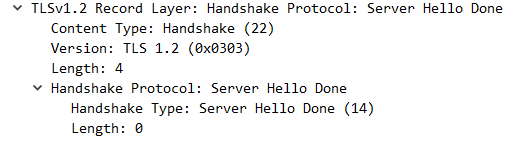 TLSv1.2 Record Layer: Handshake Protocol: Server Hello Done
Content Type: Handshake (22)
Version: TLS 1.2 (0x0303)
Length: 4
Handshake Protocol: Server Hello Done
Handshake Type: Server Hello Done (14)
Length: 0